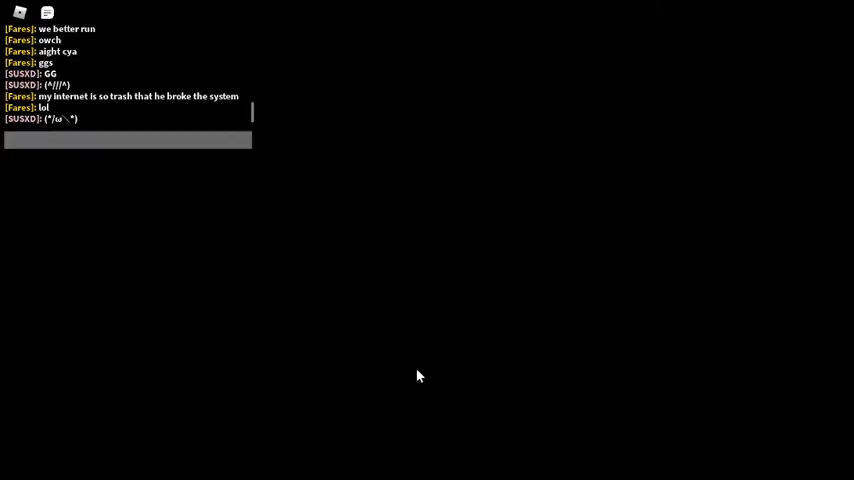 [Fares]: we better run
[Fares]: owch
[Fares]: aight cya
[Fares]: ggs
[SUSXD]: GG
[SUSXD]: (^///^)
[Fares]: my internet is so trash that he broke the system
[Fares]: lol
[SUSXD]: (*/ω＼*)